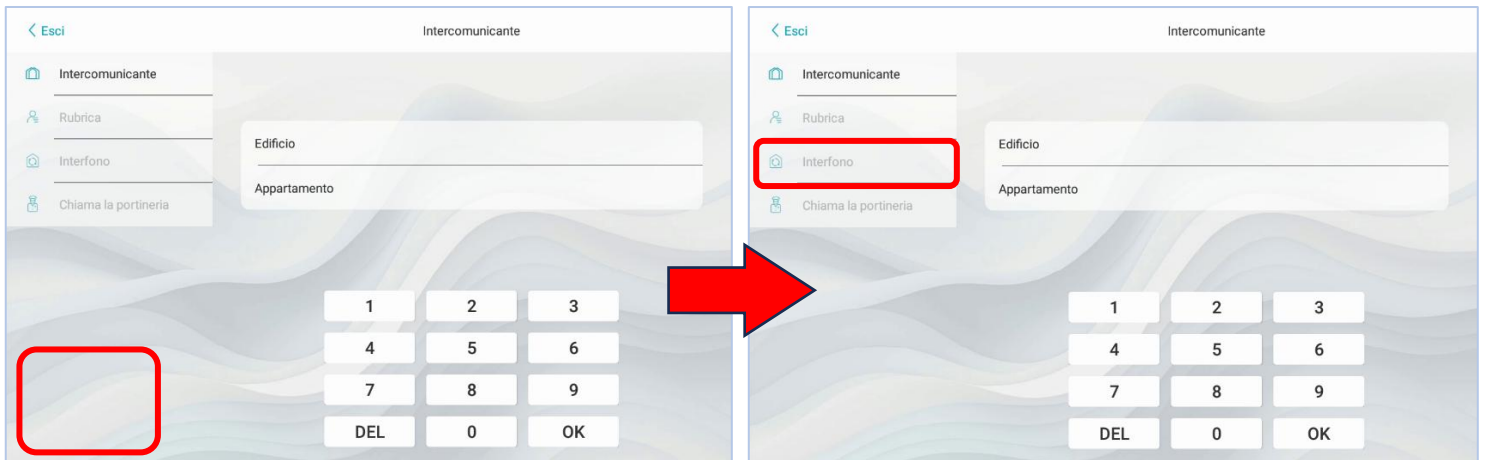 Esci
Intercomunicante
Intercomunicante
Rubrica
Interfono
Chiama la portineria
Edificio
Appartamento
1 2 3
4 5 6
7 8 9
DEL 0 OK
Esci
Intercomunicante
Intercomunicante
Rubrica
Interfono
Chiama la portineria
Edificio
Appartamento
1 2 3
4 5 6
7 8 9
DEL 0 OK